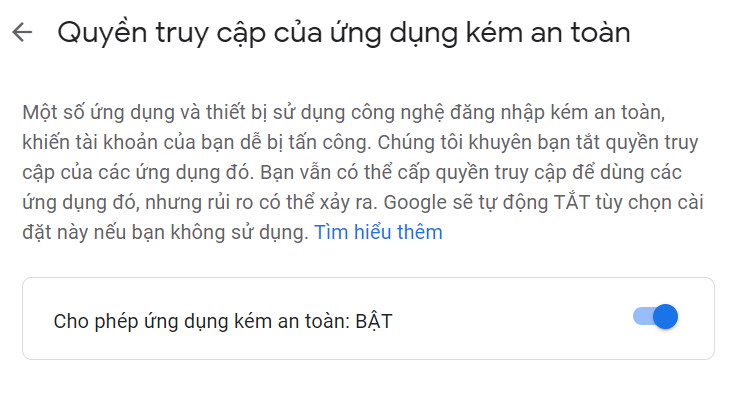 Quyền truy cập của ứng dụng kém an toàn
Một số ứng dụng và thiết bị sử dụng công nghệ đăng nhập kém an toàn,
khiến tài khoản của bạn dễ bị tấn công. Chúng tôi khuyên bạn tắt quyền truy
cập của các ứng dụng đó. Bạn vẫn có thể cấp quyền truy cập để dùng các
ứng dụng đó, nhưng rủi ro có thể xảy ra. Google sẽ tự động TẮT tùy chọn cài
đặt này nếu bạn không sử dụng. Tìm hiểu thêm
Cho phép ứng dụng kém an toàn: BẬT